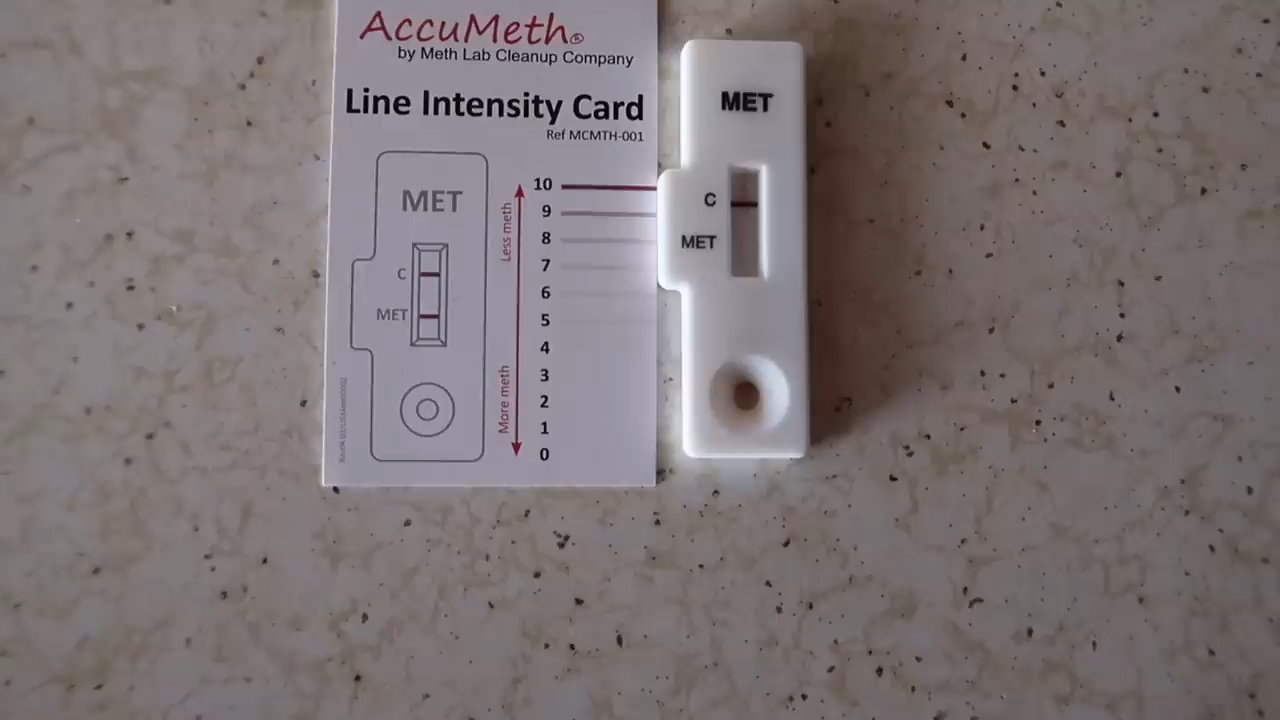 AccuMeth®
by Meth Lab Cleanup Company
Line Intensity Card
Ref MCMTH-001
MET
C
MET
Less meth
More meth
10
9
8
7
6
5
4
3
2
1
0
MET
C
MET